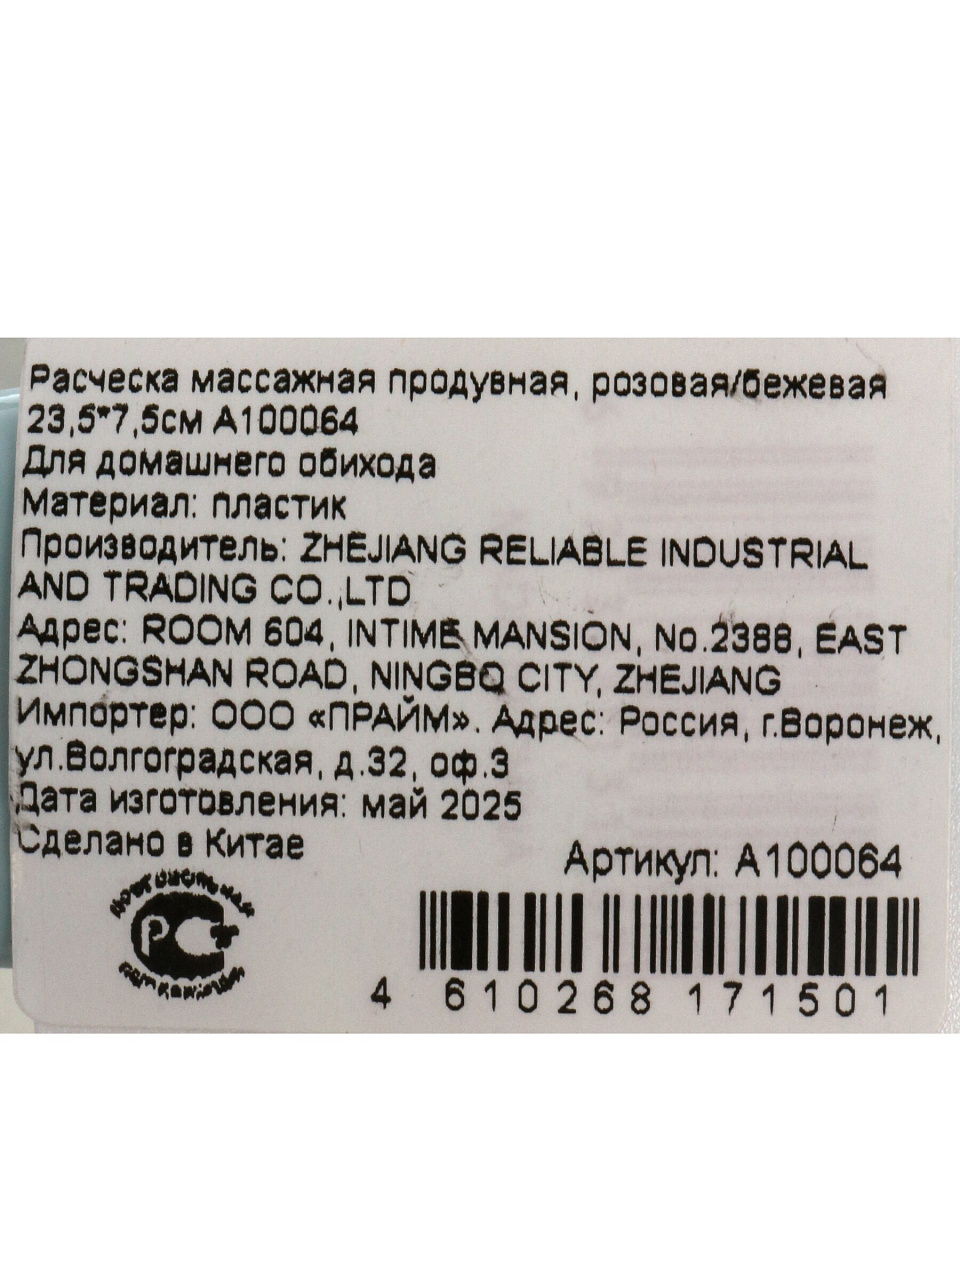 Расческа массажная продувная, розовая/бежевая
23,5*7,5см А100064
Для домашнего обихода
Материал: пластик
Производитель: ZHEJIANG RELIABLE INDUSTRIAL
AND TRADING CO.,LTD
Адрес: ROOM 604, INTIME MANSION, No.2388, EAST
ZHONGSHAN ROAD, NINGBO CITY, ZHEJIANG
Импортер: ООО «ПРАЙМ». Адрес: Россия, г.Воронеж,
ул.Волгоградская, д.32, оф.3
Дата изготовления: май 2025
Сделано в Китае
Артикул: А100064
4 610268 171501